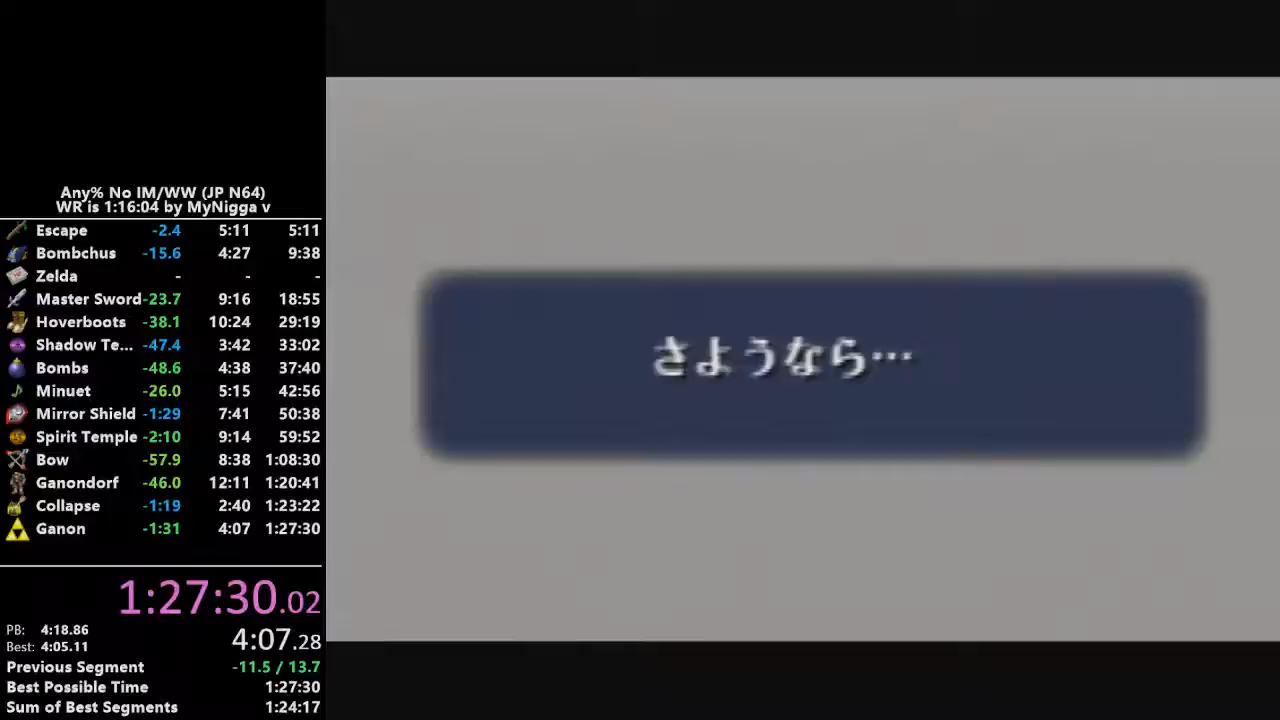 Any% No IM/WW (JP N64)
WR is 1:16:04 by MyNigga v
Escape -2.4 5:11 5:11
Bombchus -15.6 4:27 9:38
Zelda - - -
Master Sword -23.7 9:16 18:55
Hoverboots -38.1 10:24 29:19
Shadow Te... -47.4 3:42 33:02
Bombs -48.6 4:38 37:40
Minuet -26.0 5:15 42:56
Mirror Shield -1:29 7:41 50:38
Spirit Temple -2:10 9:14 59:52
Bow -57.9 8:38 1:08:30
Ganondorf -46.0 12:11 1:20:41
Collapse -1:19 2:40 1:23:22
Ganon -1:31 4:07 1:27:30
1:27:30.02
PB: 4:18.86
Best: 4:05.11
4:07.28
Previous Segment -11.5 / 13.7
Best Possible Time 1:27:30
Sum of Best Segments 1:24:17
さようなら…